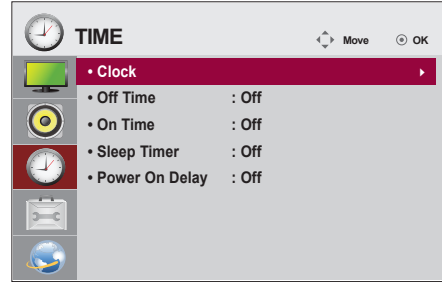 TIME Move OK
• Clock
• Off Time : Off
• On Time : Off
• Sleep Timer : Off
• Power On Delay : Off